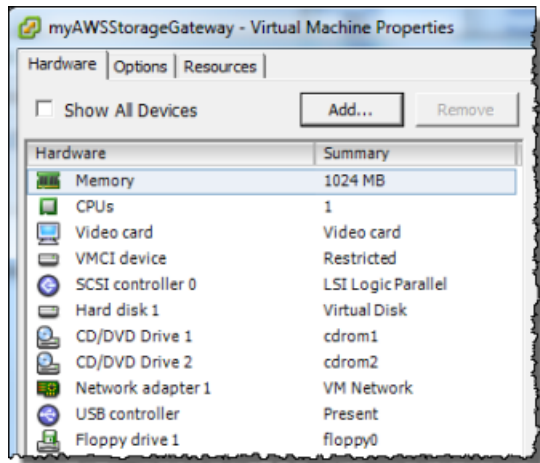 myAWSStorageGateway - Virtual Machine Properties
Hardware Options Resources
Show All Devices Add... Remove
Hardware Summary
Memory 1024 MB
CPUs 1
Video card Video card
VMCI device Restricted
SCSI controller 0 LSI Logic Parallel
Hard disk 1 Virtual Disk
CD/DVD Drive 1 cdrom1
CD/DVD Drive 2 cdrom2
Network adapter 1 VM Network
USB controller Present
Floppy drive 1 floppy0